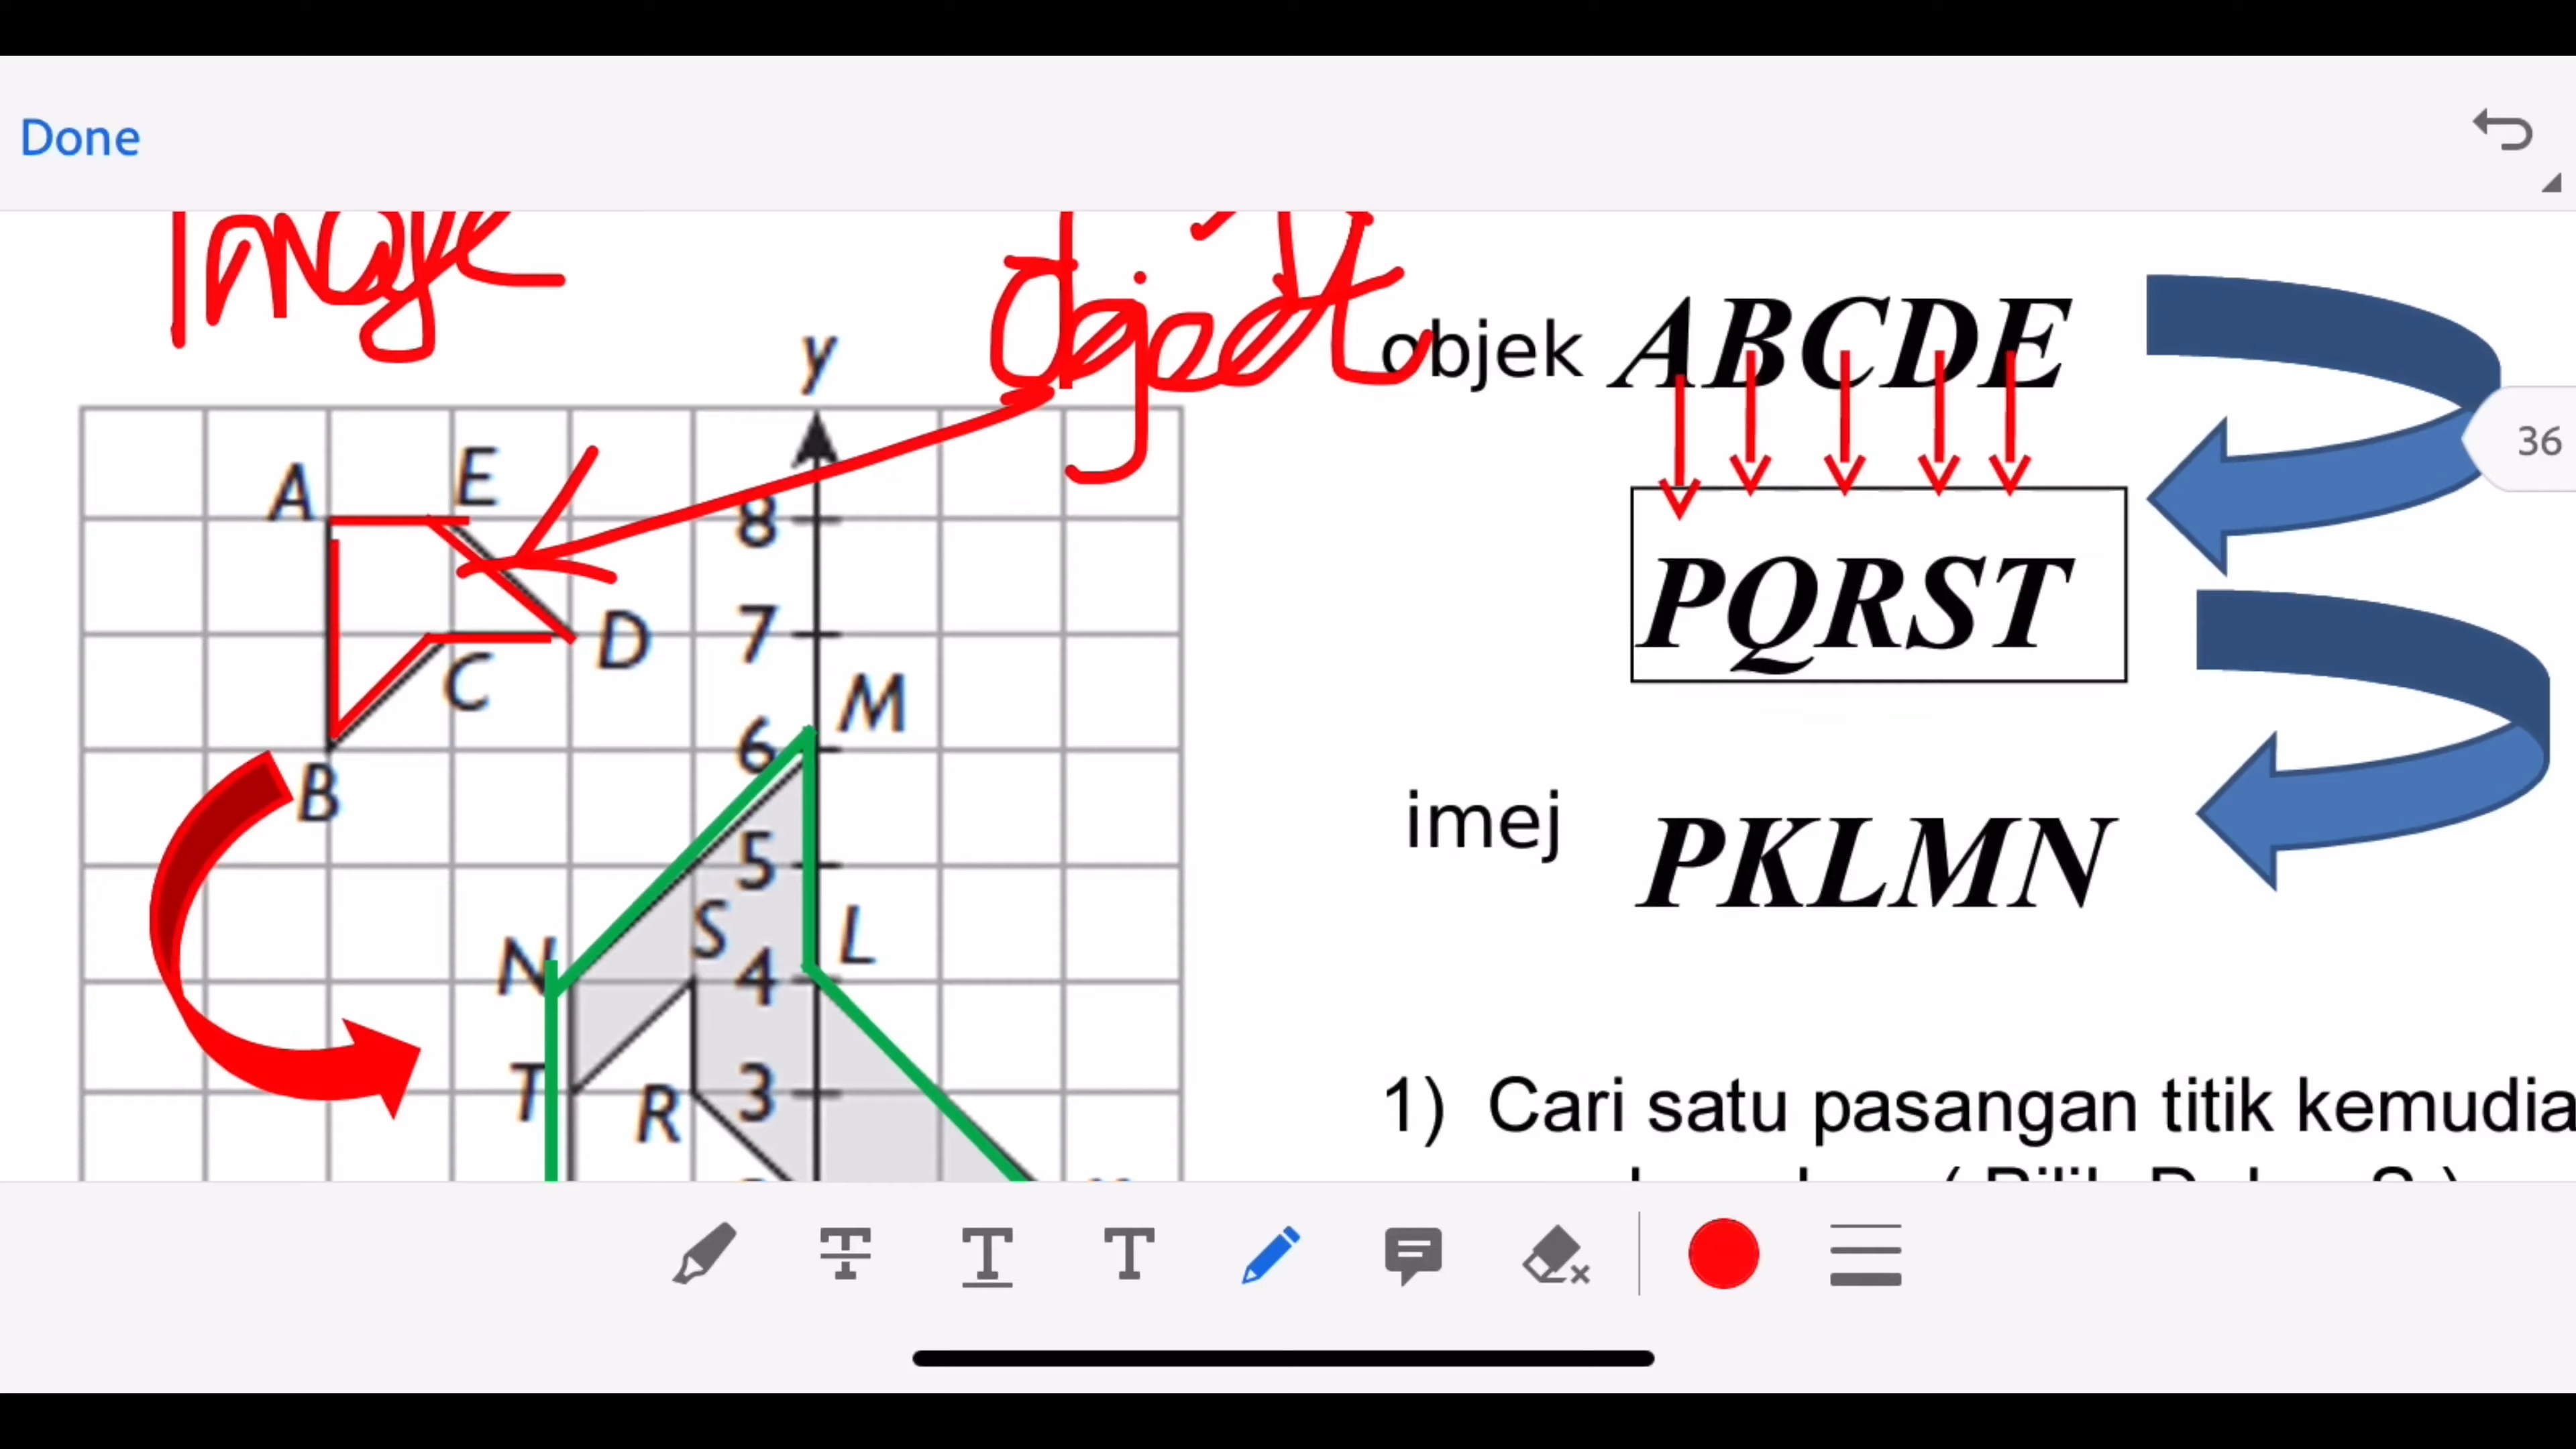 Done
Image
object
y
objek ABCDE
36
A
E
8
PQRST
7
D
C
M
6
B
imej
PKLMN
5
S
L
N
4
T
R
3
1) Cari satu pasangan titik kemudia